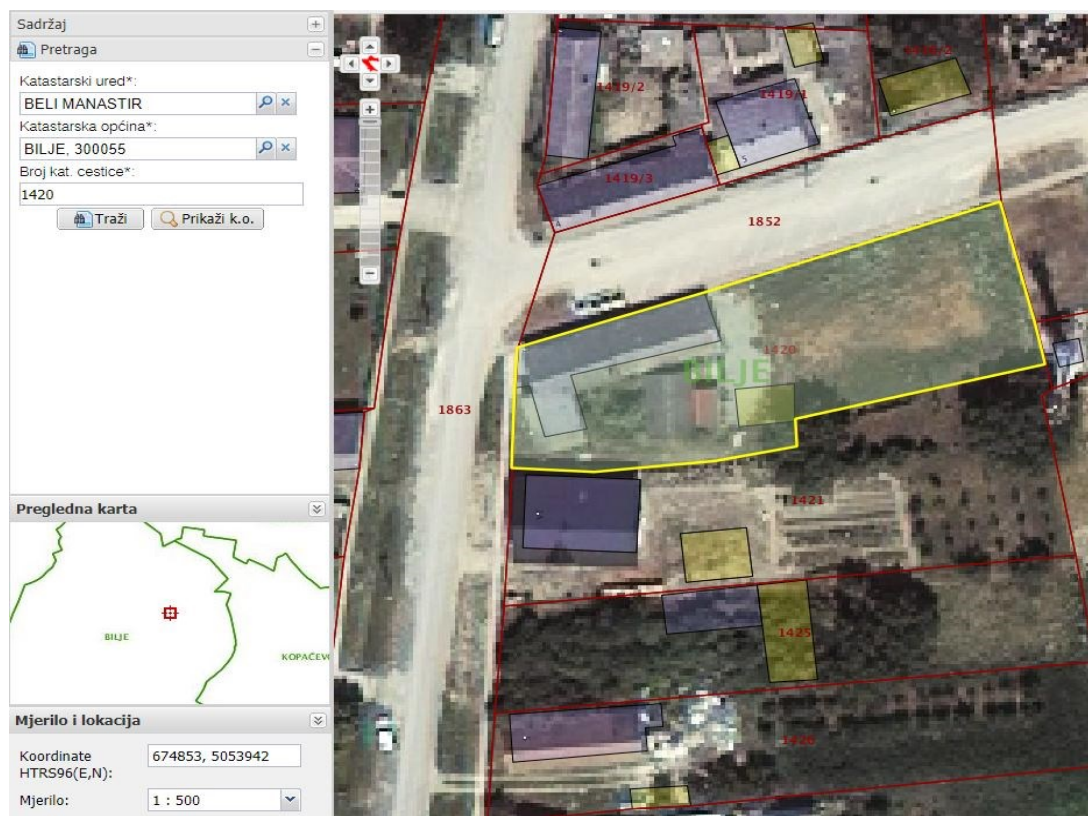 Sadržaj
Pretraga
Katastarski ured*:
BELI MANASTIR
Katastarska općina*:
BILJE, 300055
Broj kat. cestice*:
1420
Traži
Prikaži k.o.
Pregledna karta
BILJE
KOPAČEVO
Mjerilo i lokacija
Koordinate
HTRS96(E,N):
674853, 5053942
Mjerilo:
1 : 500
1419/2
1419/1
5
1419/3
1852
1420
BILJE
1863
1421
1425